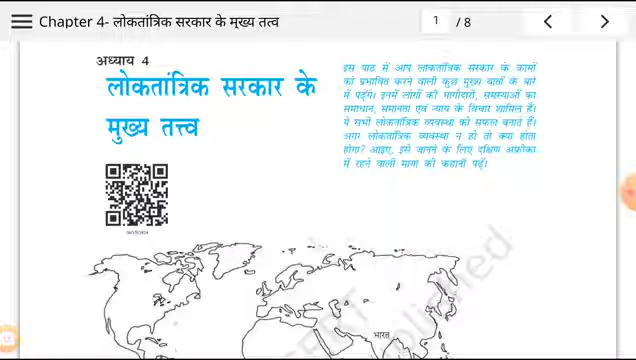 Chapter 4- लोकतांत्रिक सरकार के मुख्य तत्व
1 / 8
अध्याय 4
लोकतांत्रिक सरकार के
मुख्य तत्त्व
इस पाठ में आप लोकतांत्रिक सरकार के कामों
को प्रभावित करने वाली कुछ मुख्य बातों के बारे
में पढ़ेंगे। इनमें लोगों की भागीदारी, समस्याओं का
समाधान, समानता एवं न्याय के विचार शामिल हैं।
ये सभी लोकतांत्रिक व्यवस्था को सफल बनाते हैं।
अगर लोकतांत्रिक व्यवस्था न हो तो क्या होता
होगा? आइए, इसे जानने के लिए दक्षिण अफ्रीका
में रहने वाली माया की कहानी पढ़ें।
भारत